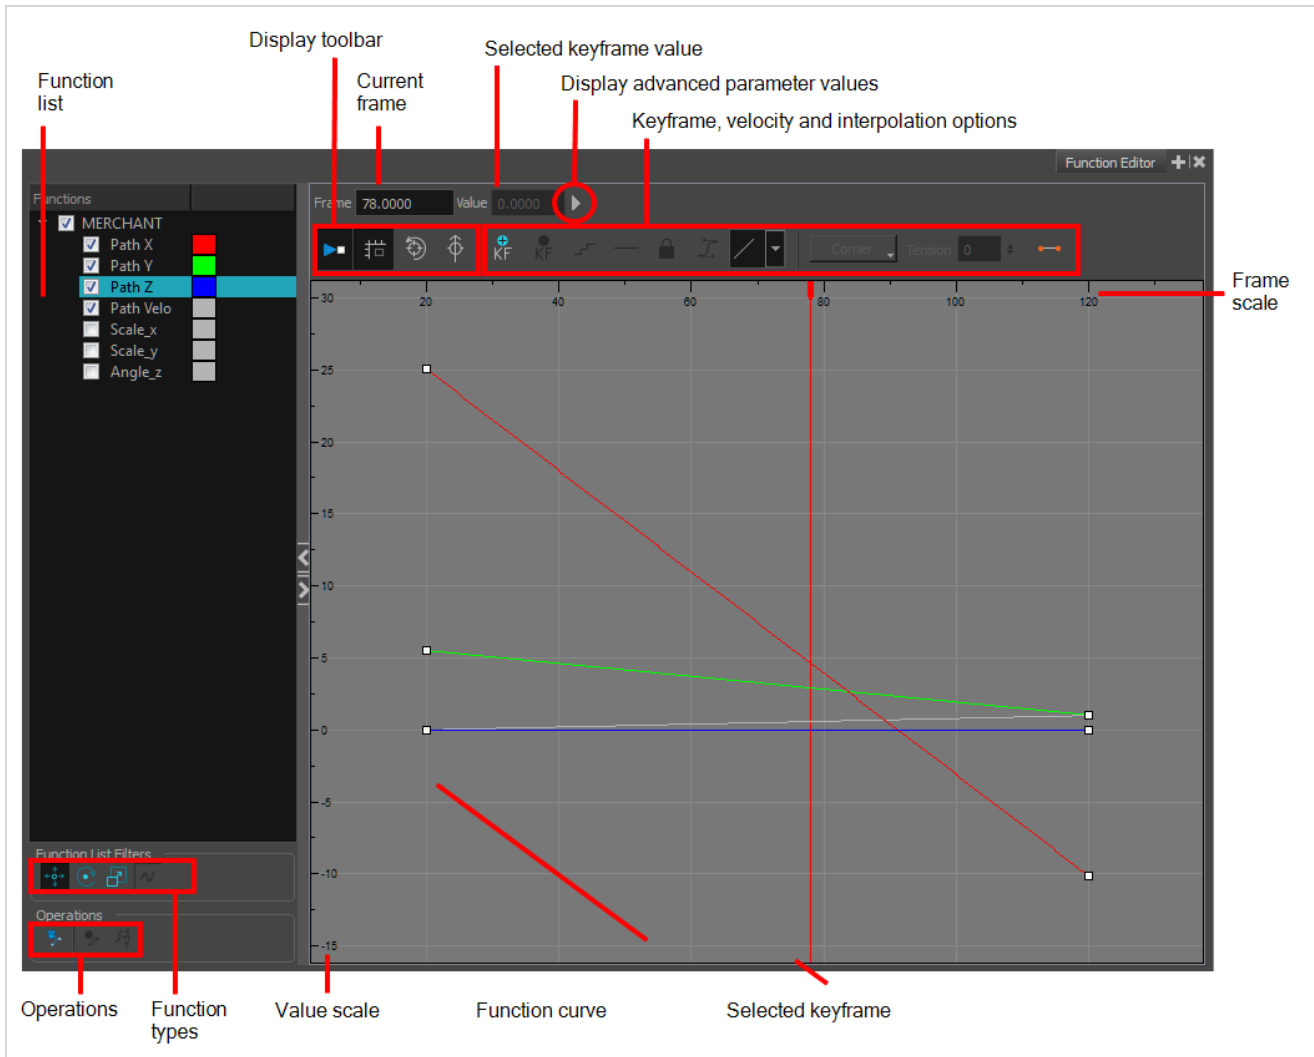 Display toolbar
Selected keyframe value
Function
list
Current
frame
Display advanced parameter values
Keyframe, velocity and interpolation options
Function Editor
Functions
Frame 78.0000 Value 0.0000
MERCHANT
Path X
Path Y
Path Z
Path Velo
Scale_x
Scale_y
Angle_z
KF KF Corner Tension 0
30 20 40 60 80 100 120
Frame
scale
25
20
15
10
5
0
-5
-10
-15
Function List Filters
Operations
Operations
Function
types
Value scale
Function curve
Selected keyframe